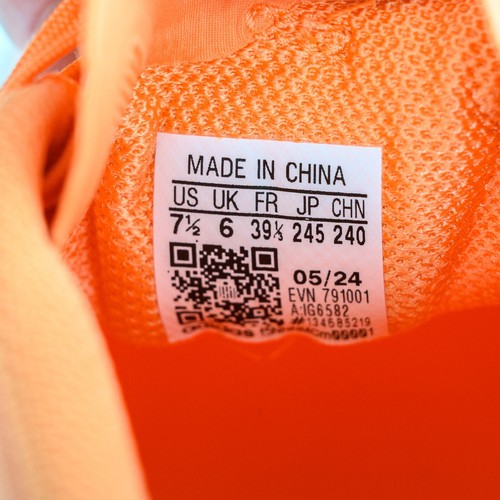 MADE IN CHINA
US UK FR JP CHN
7½ 6 39⅓ 245 240
05/24
EVN 791001
A:IG6582
#134585219